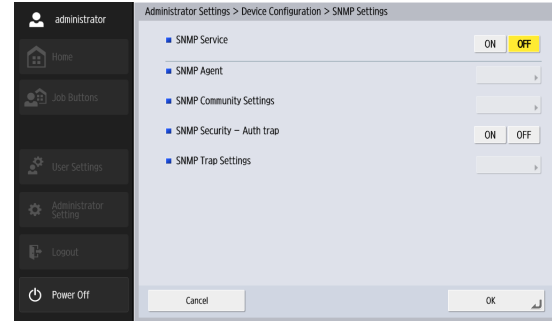 administrator
Home
Job Buttons
User Settings
Administrator
Setting
Logout
Power Off
Administrator Settings > Device Configuration > SNMP Settings
SNMP Service
ON OFF
SNMP Agent
SNMP Community Settings
SNMP Security – Auth trap
ON OFF
SNMP Trap Settings
Cancel
OK